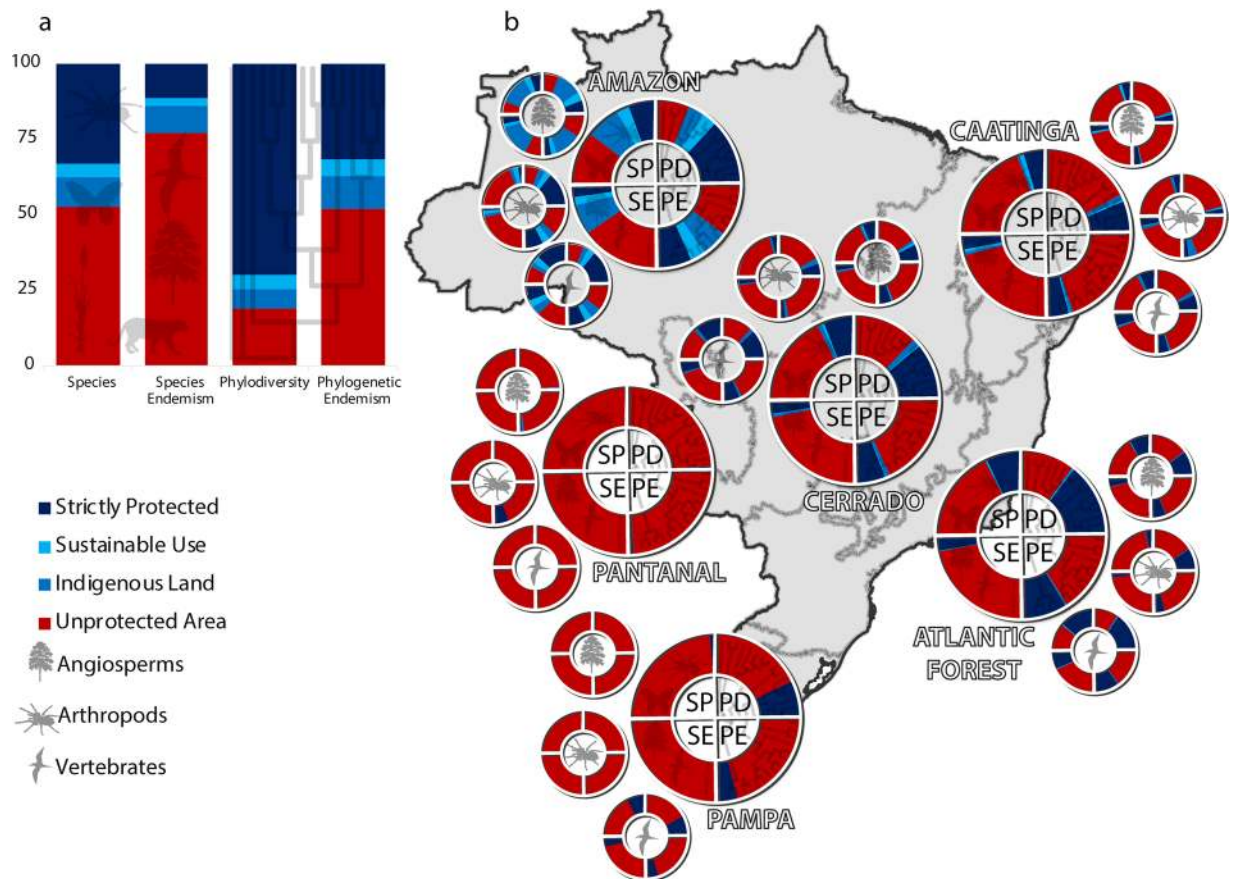 a
100
75
50
25
0
Species
Species
Endemism
Phylodiversity
Phylogenetic
Endemism
Strictly Protected
Sustainable Use
Indigenous Land
Unprotected Area
Angiosperms
Arthropods
Vertebrates
b
AMAZON
SP PD
SE PE
CAATINGA
SP PD
SE PE
SP PD
SE PE
CERRADO
SP PD
SE PE
PANTANAL
SP PD
SE PE
ATLANTIC
FOREST
SP PD
SE PE
PAMPA